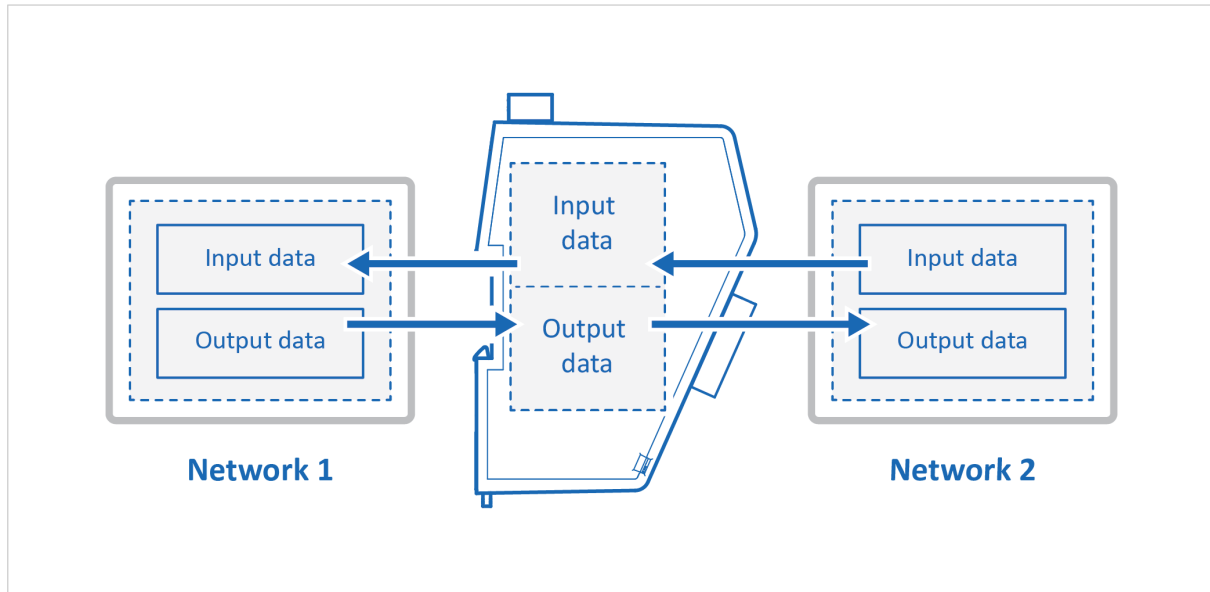 Input data
Output data
Network 1
Input
data
Output
data
Input data
Output data
Network 2